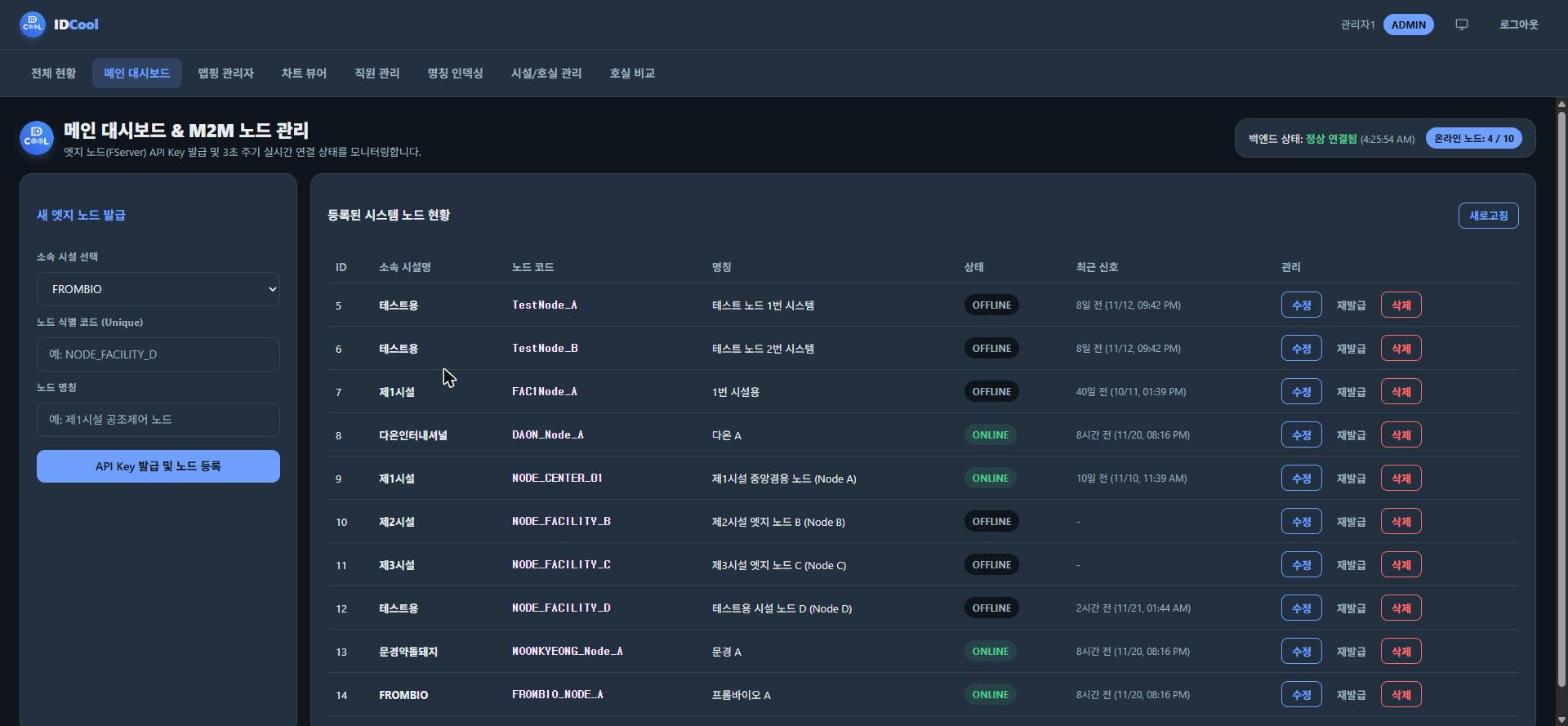 ID
COOL
IDCool
관리자1 ADMIN 로그아웃
전체 현황 메인 대시보드 맵핑 관리자 차트 뷰어 직원 관리 명칭 인덱싱 시설/호실 관리 호실 비교
ID
COOL
메인 대시보드 & M2M 노드 관리
엣지 노드(FServer) API Key 발급 및 3초 주기 실시간 연결 상태를 모니터링합니다.
백엔드 상태: 정상 연결됨 (4:25:54 AM) 온라인 노드: 4 / 10
새 엣지 노드 발급
소속 시설 선택
FROMBIO
노드 식별 코드 (Unique)
예: NODE_FACILITY_D
노드 명칭
예: 제1시설 공조제어 노드
API Key 발급 및 노드 등록
등록된 시스템 노드 현황 새로고침
ID 소속 시설명 노드 코드 명칭 상태 최근 신호 관리
5 테스트용 TestNode_A 테스트 노드 1번 시스템 OFFLINE 8일 전 (11/12, 09:42 PM) 수정 재발급 삭제
6 테스트용 TestNode_B 테스트 노드 2번 시스템 OFFLINE 8일 전 (11/12, 09:42 PM) 수정 재발급 삭제
7 제1시설 FAC1Node_A 1번 시설용 OFFLINE 40일 전 (10/11, 01:39 PM) 수정 재발급 삭제
8 다온인터내셔널 DAON_Node_A 다온 A ONLINE 8시간 전 (11/20, 08:16 PM) 수정 재발급 삭제
9 제1시설 NODE_CENTER_01 제1시설 중앙겸용 노드 (Node A) ONLINE 10일 전 (11/10, 11:39 AM) 수정 재발급 삭제
10 제2시설 NODE_FACILITY_B 제2시설 엣지 노드 B (Node B) OFFLINE - 수정 재발급 삭제
11 제3시설 NODE_FACILITY_C 제3시설 엣지 노드 C (Node C) OFFLINE - 수정 재발급 삭제
12 테스트용 NODE_FACILITY_D 테스트용 시설 노드 D (Node D) OFFLINE 2시간 전 (11/21, 01:44 AM) 수정 재발급 삭제
13 문경약돌돼지 MOONKYEONG_Node_A 문경 A ONLINE 8시간 전 (11/20, 08:16 PM) 수정 재발급 삭제
14 FROMBIO FROMBIO_NODE_A 프롬바이오 A ONLINE 8시간 전 (11/20, 08:16 PM) 수정 재발급 삭제